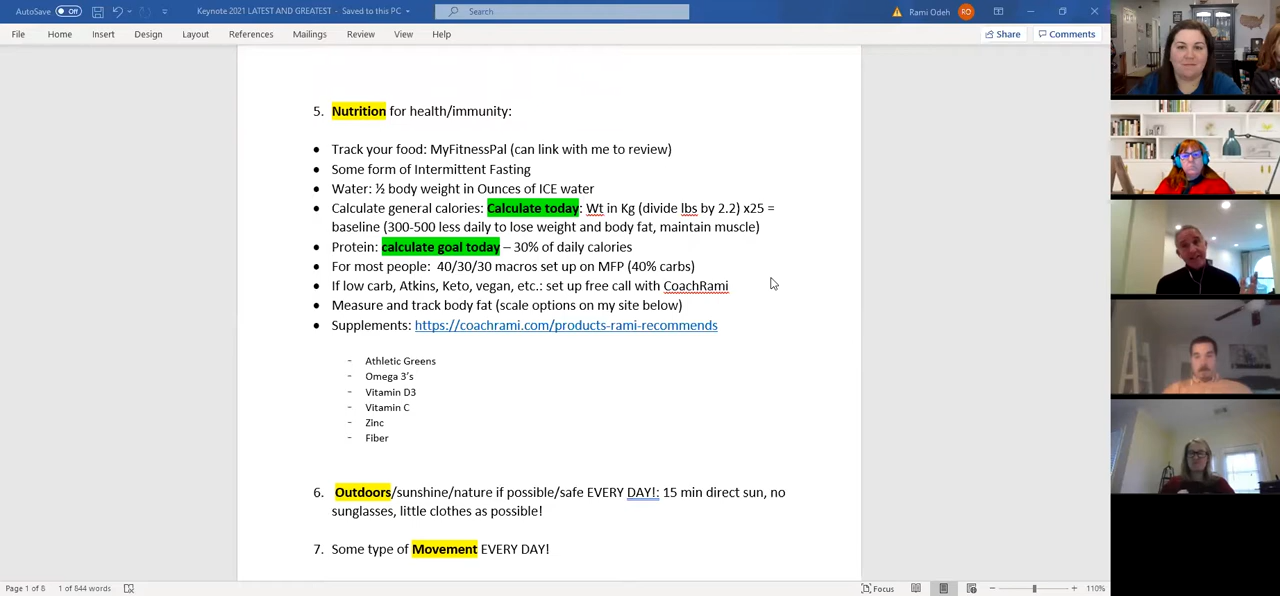 AutoSave Off Keynote 2021 LATEST AND GREATEST - Saved to this PC Search Rami Odeh RO
File Home Insert Design Layout References Mailings Review View Help Share Comments
5. Nutrition for health/immunity:
• Track your food: MyFitnessPal (can link with me to review)
• Some form of Intermittent Fasting
• Water: ½ body weight in Ounces of ICE water
• Calculate general calories: Calculate today: Wt in Kg (divide lbs by 2.2) x25 =
baseline (300-500 less daily to lose weight and body fat, maintain muscle)
• Protein: calculate goal today – 30% of daily calories
• For most people: 40/30/30 macros set up on MFP (40% carbs)
• If low carb, Atkins, Keto, vegan, etc.: set up free call with CoachRami
• Measure and track body fat (scale options on my site below)
• Supplements: https://coachrami.com/products-rami-recommends
- Athletic Greens
- Omega 3's
- Vitamin D3
- Vitamin C
- Zinc
- Fiber
6. Outdoors/sunshine/nature if possible/safe EVERY DAY!: 15 min direct sun, no
sunglasses, little clothes as possible!
7. Some type of Movement EVERY DAY!
Page 1 of 8 1 of 844 words Focus 110%